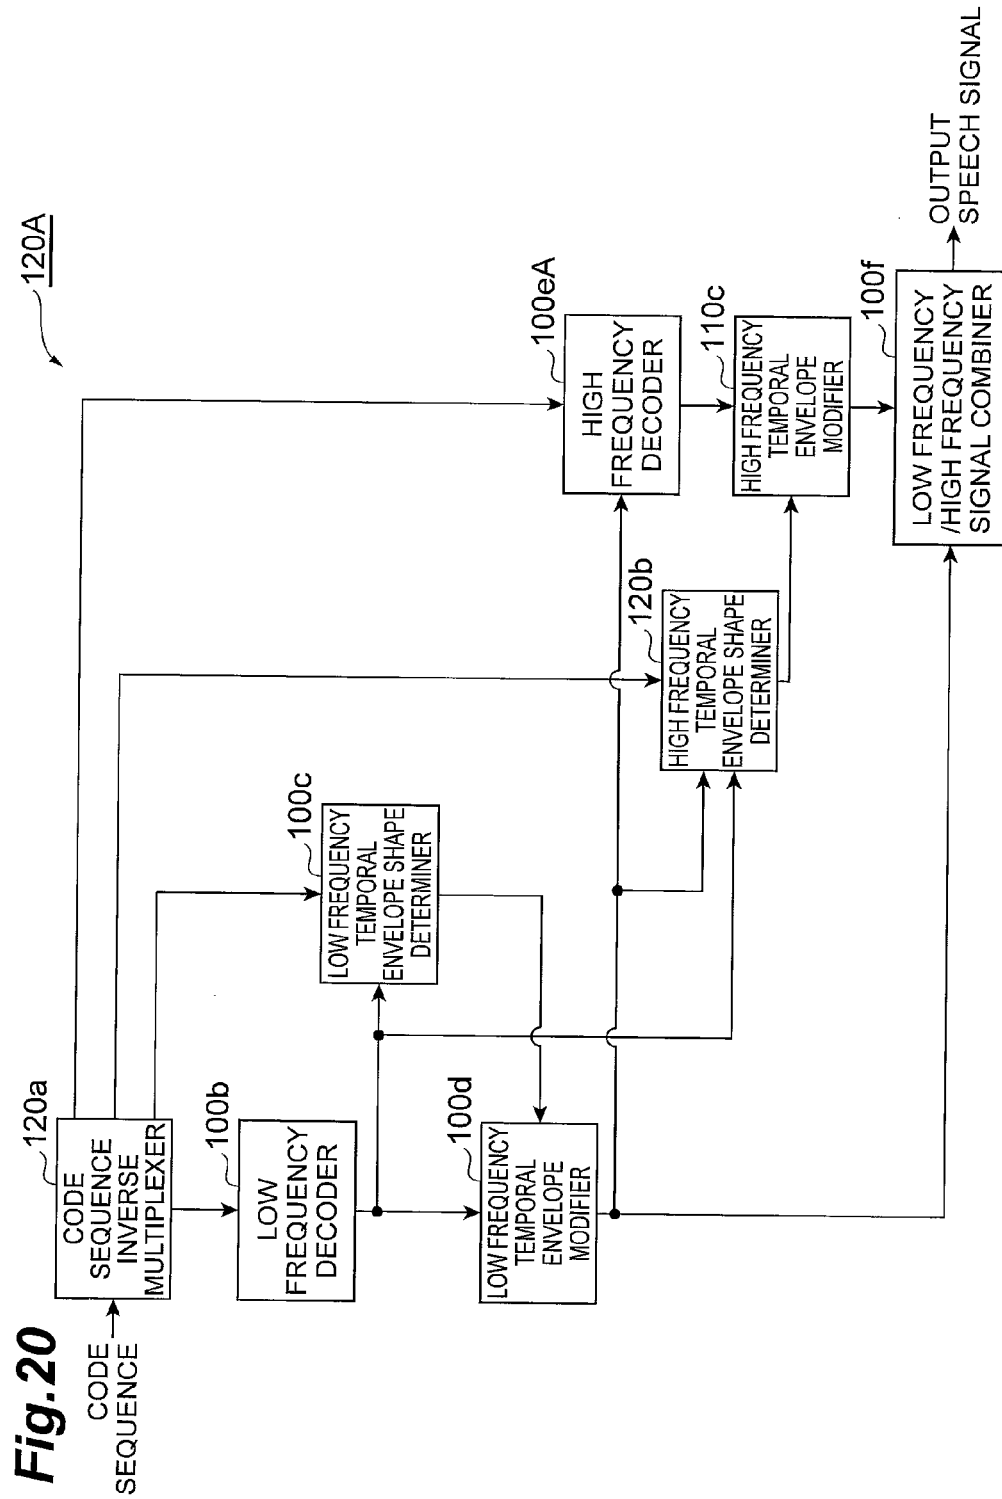 Fig.20
120A
CODE
SEQUENCE
120a
CODE
SEQUENCE
INVERSE
MULTIPLEXER
100b
LOW
FREQUENCY
DECODER
100c
LOW FREQUENCY
TEMPORAL
ENVELOPE SHAPE
DETERMINER
100d
LOW FREQUENCY
TEMPORAL
ENVELOPE
MODIFIER
120b
HIGH FREQUENCY
TEMPORAL
ENVELOPE SHAPE
DETERMINER
100eA
HIGH
FREQUENCY
DECODER
110c
HIGH FREQUENCY
TEMPORAL
ENVELOPE
MODIFIER
100f
LOW FREQUENCY
/HIGH FREQUENCY
SIGNAL COMBINER
OUTPUT
SPEECH SIGNAL